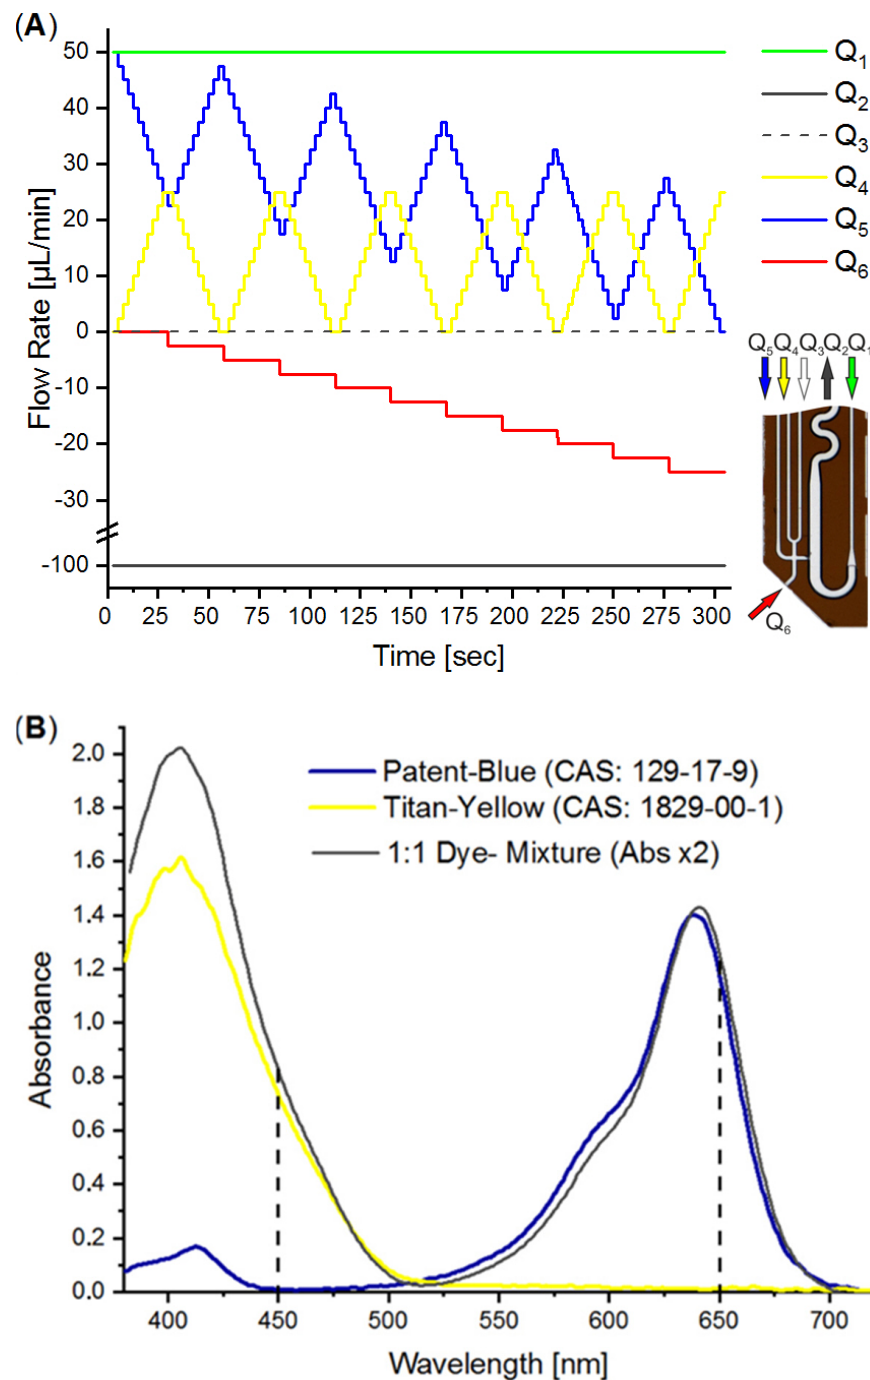 (A)
50
40
30
20
10
0
-10
-20
-30
-100
Flow Rate [µL/min]
0 25 50 75 100 125 150 175 200 225 250 275 300
Time [sec]
Q1
Q2
Q3
Q4
Q5
Q6
Q5Q4Q3Q2Q1
Q6
(B)
2.0
1.8
1.6
1.4
1.2
1.0
0.8
0.6
0.4
0.2
0.0
Absorbance
Patent-Blue (CAS: 129-17-9)
Titan-Yellow (CAS: 1829-00-1)
1:1 Dye- Mixture (Abs x2)
400 450 500 550 600 650 700
Wavelength [nm]